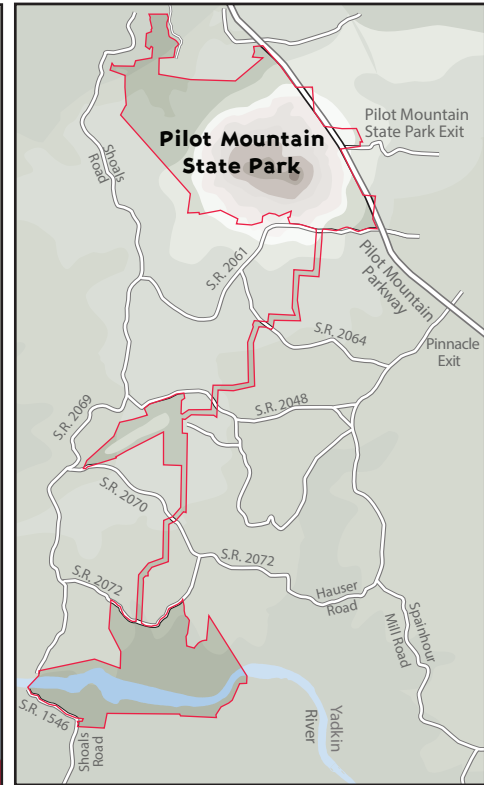 Pilot Mountain
State Park Exit
Pilot Mountain
State Park
Shoals
Road
S.R. 2061
Pilot Mountain
Parkway
S.R. 2064
Pinnacle
Exit
S.R. 2069
S.R. 2048
S.R. 2070
S.R. 2072
S.R. 2072
Hauser
Road
Spainhour
Mill Road
S.R. 1546
Shoals
Road
Yadkin
River